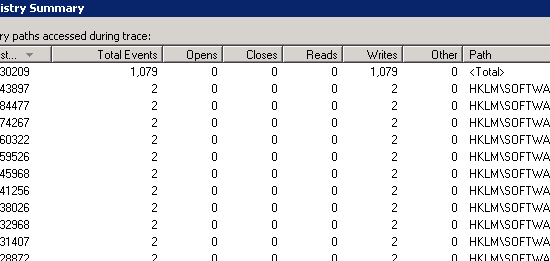 istry Summary
ry paths accessed during trace:
st... Total Events Opens Closes Reads Writes Other Path
30209 1,079 0 0 0 1,079 0 <Total>
43897 2 0 0 0 2 0 HKLM\SOFTWA
84477 2 0 0 0 2 0 HKLM\SOFTWA
74267 2 0 0 0 2 0 HKLM\SOFTWA
60322 2 0 0 0 2 0 HKLM\SOFTWA
59526 2 0 0 0 2 0 HKLM\SOFTWA
45968 2 0 0 0 2 0 HKLM\SOFTWA
41256 2 0 0 0 2 0 HKLM\SOFTWA
38026 2 0 0 0 2 0 HKLM\SOFTWA
32968 2 0 0 0 2 0 HKLM\SOFTWA
31407 2 0 0 0 2 0 HKLM\SOFTWA
28872 2 0 0 0 2 0 HKLM\SOFTWA